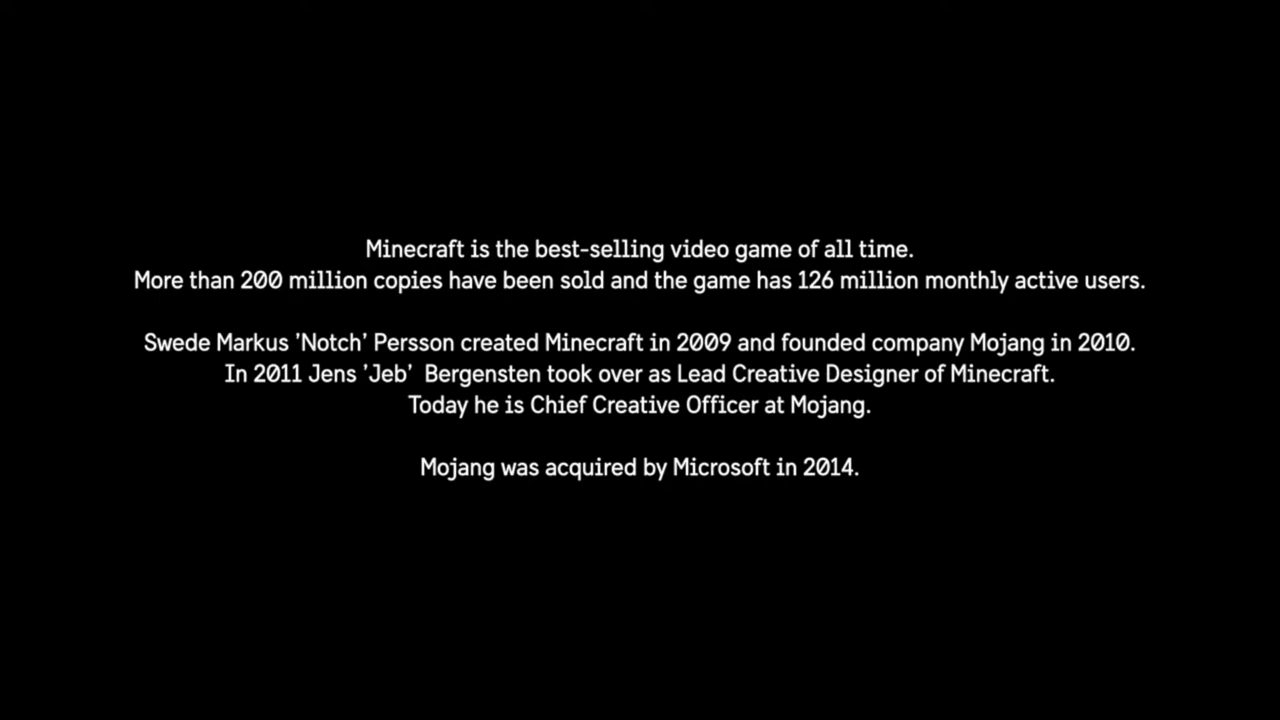 Minecraft is the best-selling video game of all time.
More than 200 million copies have been sold and the game has 126 million monthly active users.
Swede Markus ’Notch’ Persson created Minecraft in 2009 and founded company Mojang in 2010.
In 2011 Jens ’Jeb’  Bergensten took over as Lead Creative Designer of Minecraft.
Today he is Chief Creative Officer at Mojang.
Mojang was acquired by Microsoft in 2014.